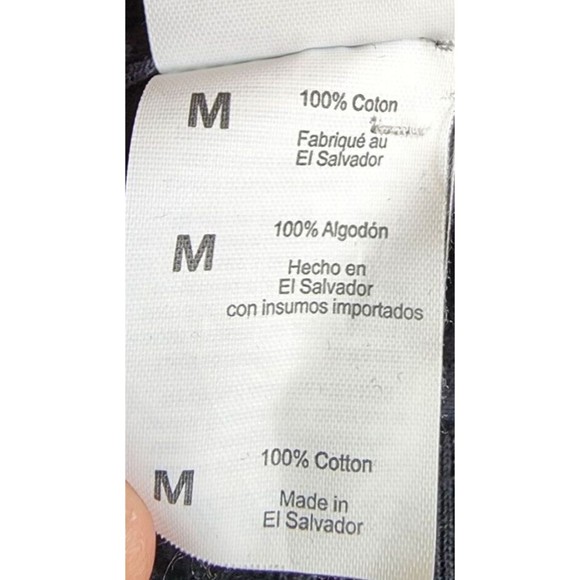 M 100% Coton
Fabriqué au
El Salvador
M 100% Algodón
Hecho en
El Salvador
con insumos importados
M 100% Cotton
Made in
El Salvador